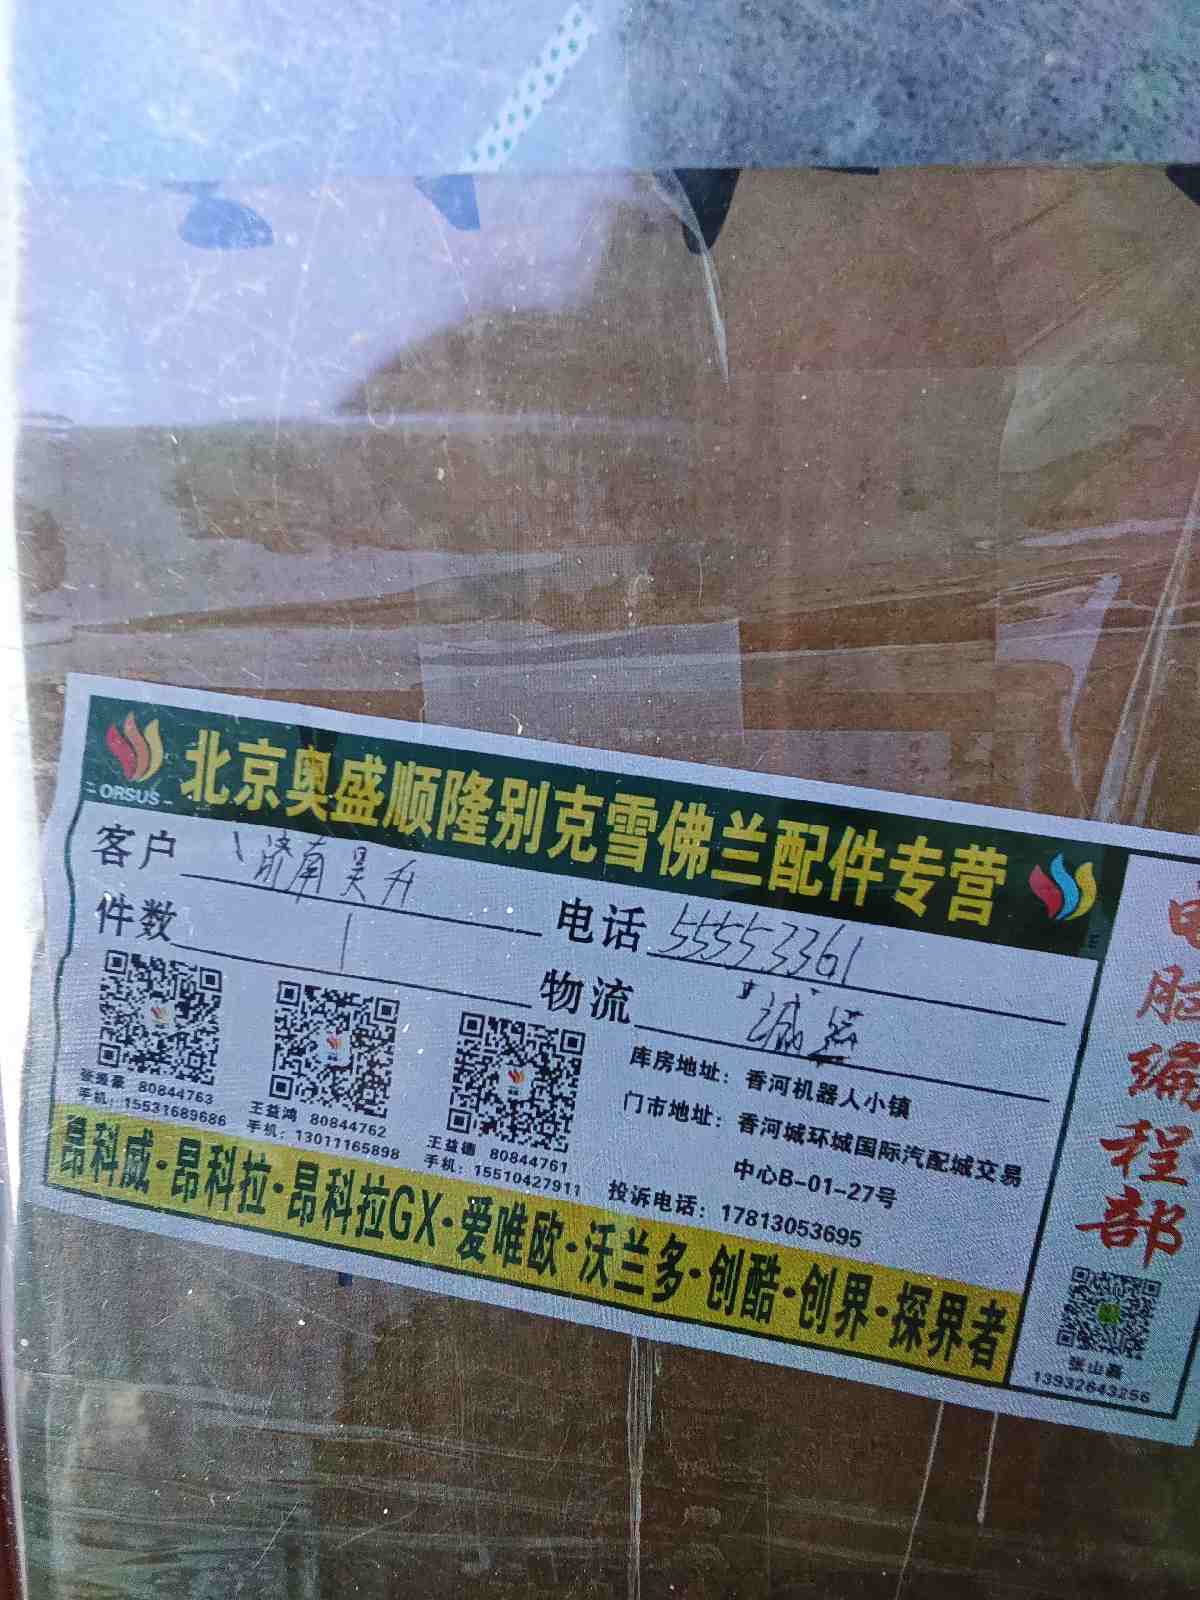 北京奥盛顺隆别克雪佛兰配件专营
- ORSUS -
客户 济南昊升
电话 55553361
件数 1
物流 诚运
库房地址：香河机器人小镇
门市地址：香河城环城国际汽配城交易
中心B-01-27号
投诉电话：17813053695
80844763
手机：15531689686
王益鸿 80844762
手机：13011165898
王益德 80844761
手机：15510427911
昂科威·昂科拉·昂科拉GX·爱唯欧·沃兰多·创酷·创界·探界者
电脑编程部
13932643256